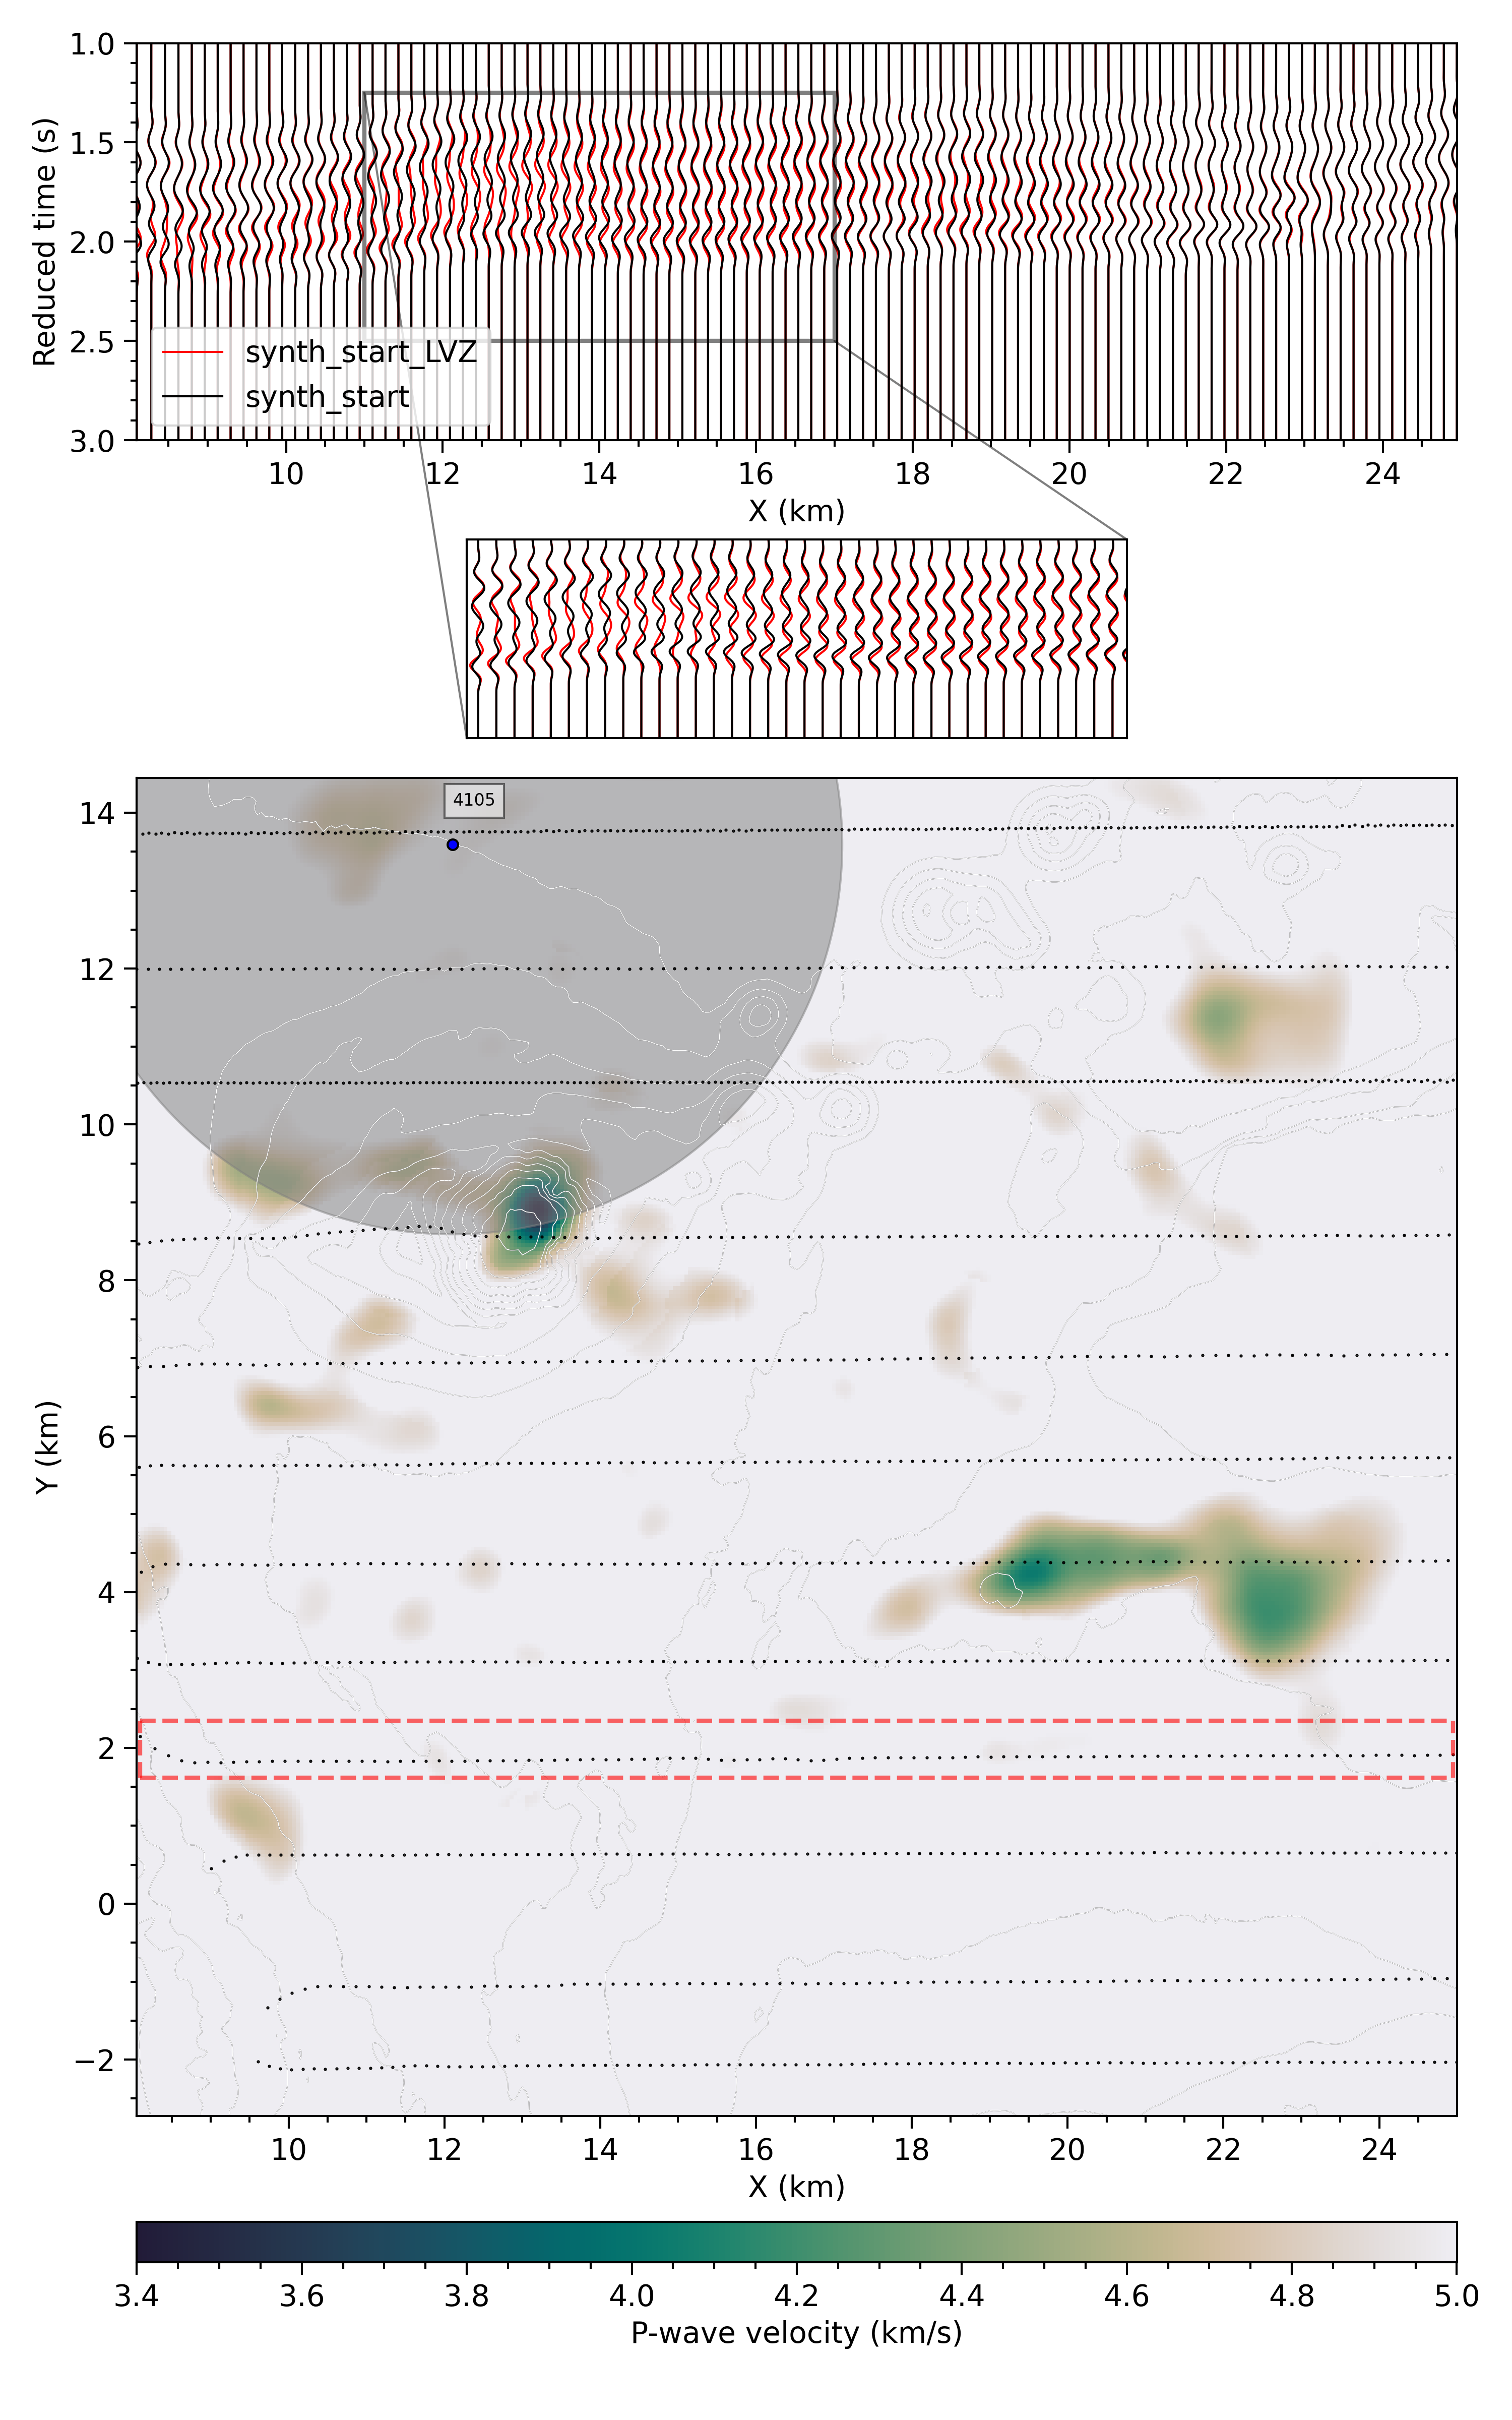 1.0
1.5
2.0
2.5
3.0
Reduced time (s)
synth_start_LVZ
synth_start
10 12 14 16 18 20 22 24
X (km)
4105
14
12
10
8
6
4
2
0
−2
Y (km)
10 12 14 16 18 20 22 24
X (km)
3.4 3.6 3.8 4.0 4.2 4.4 4.6 4.8 5.0
P-wave velocity (km/s)